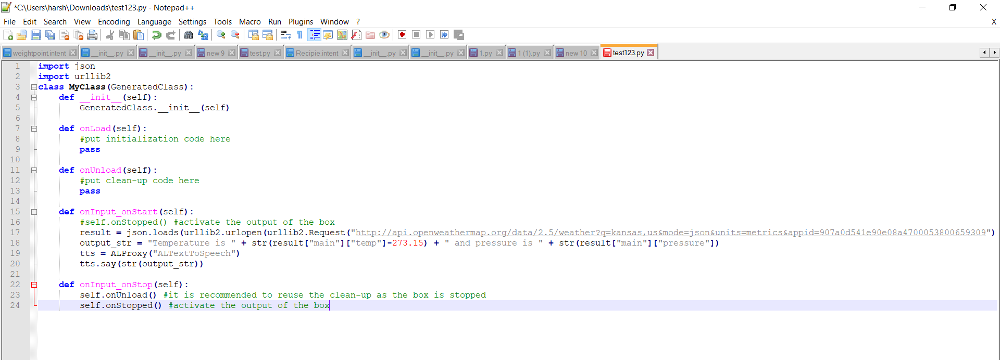 *C:\Users\harsh\Downloads\test123.py - Notepad++
File Edit Search View Encoding Language Settings Tools Macro Run Plugins Window ? X
weightpoint.intent __init__.py __init__.py new 9 test.py Recipie.intent __init__.py __init__.py 1.py 1 (1).py new 10 test123.py
1 import json
2 import urllib2
3 class MyClass(GeneratedClass):
4     def __init__(self):
5         GeneratedClass.__init__(self)
6
7     def onLoad(self):
8         #put initialization code here
9         pass
10
11     def onUnload(self):
12         #put clean-up code here
13         pass
14
15     def onInput_onStart(self):
16         #self.onStopped() #activate the output of the box
17         result = json.loads(urllib2.urlopen(urllib2.Request("http://api.openweathermap.org/data/2.5/weather?q=kansas,us&mode=json&units=metrics&appid=907a0d541e90e08a4700053800659309")
18         output_str = "Temperature is " + str(result["main"]["temp"]-273.15) + " and pressure is " + str(result["main"]["pressure"])
19         tts = ALProxy("ALTextToSpeech")
20         tts.say(str(output_str))
21
22     def onInput_onStop(self):
23         self.onUnload() #it is recommended to reuse the clean-up as the box is stopped
24         self.onStopped() #activate the output of the box